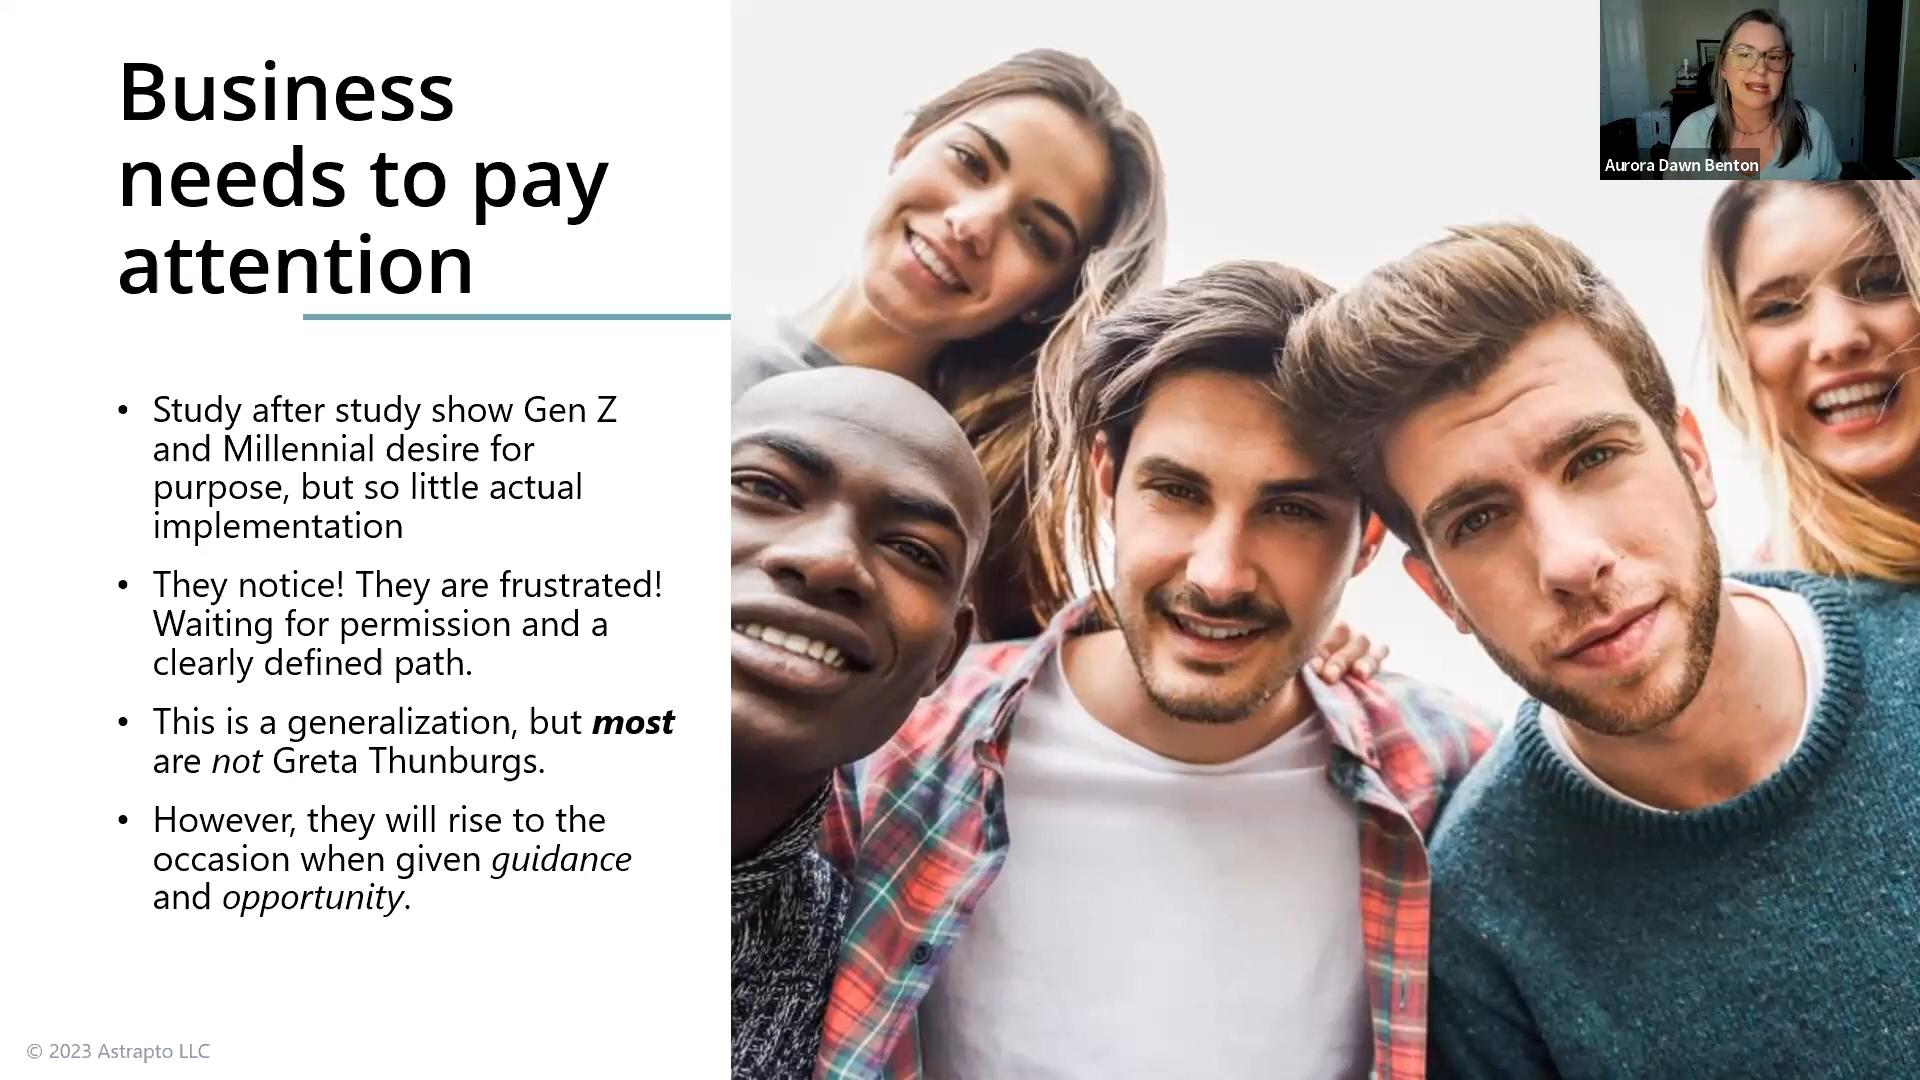 Business
needs to pay
attention
• Study after study show Gen Z
and Millennial desire for
purpose, but so little actual
implementation
• They notice! They are frustrated!
Waiting for permission and a
clearly defined path.
• This is a generalization, but most
are not Greta Thunburgs.
• However, they will rise to the
occasion when given guidance
and opportunity.
© 2023 Astrapto LLC
Aurora Dawn Benton